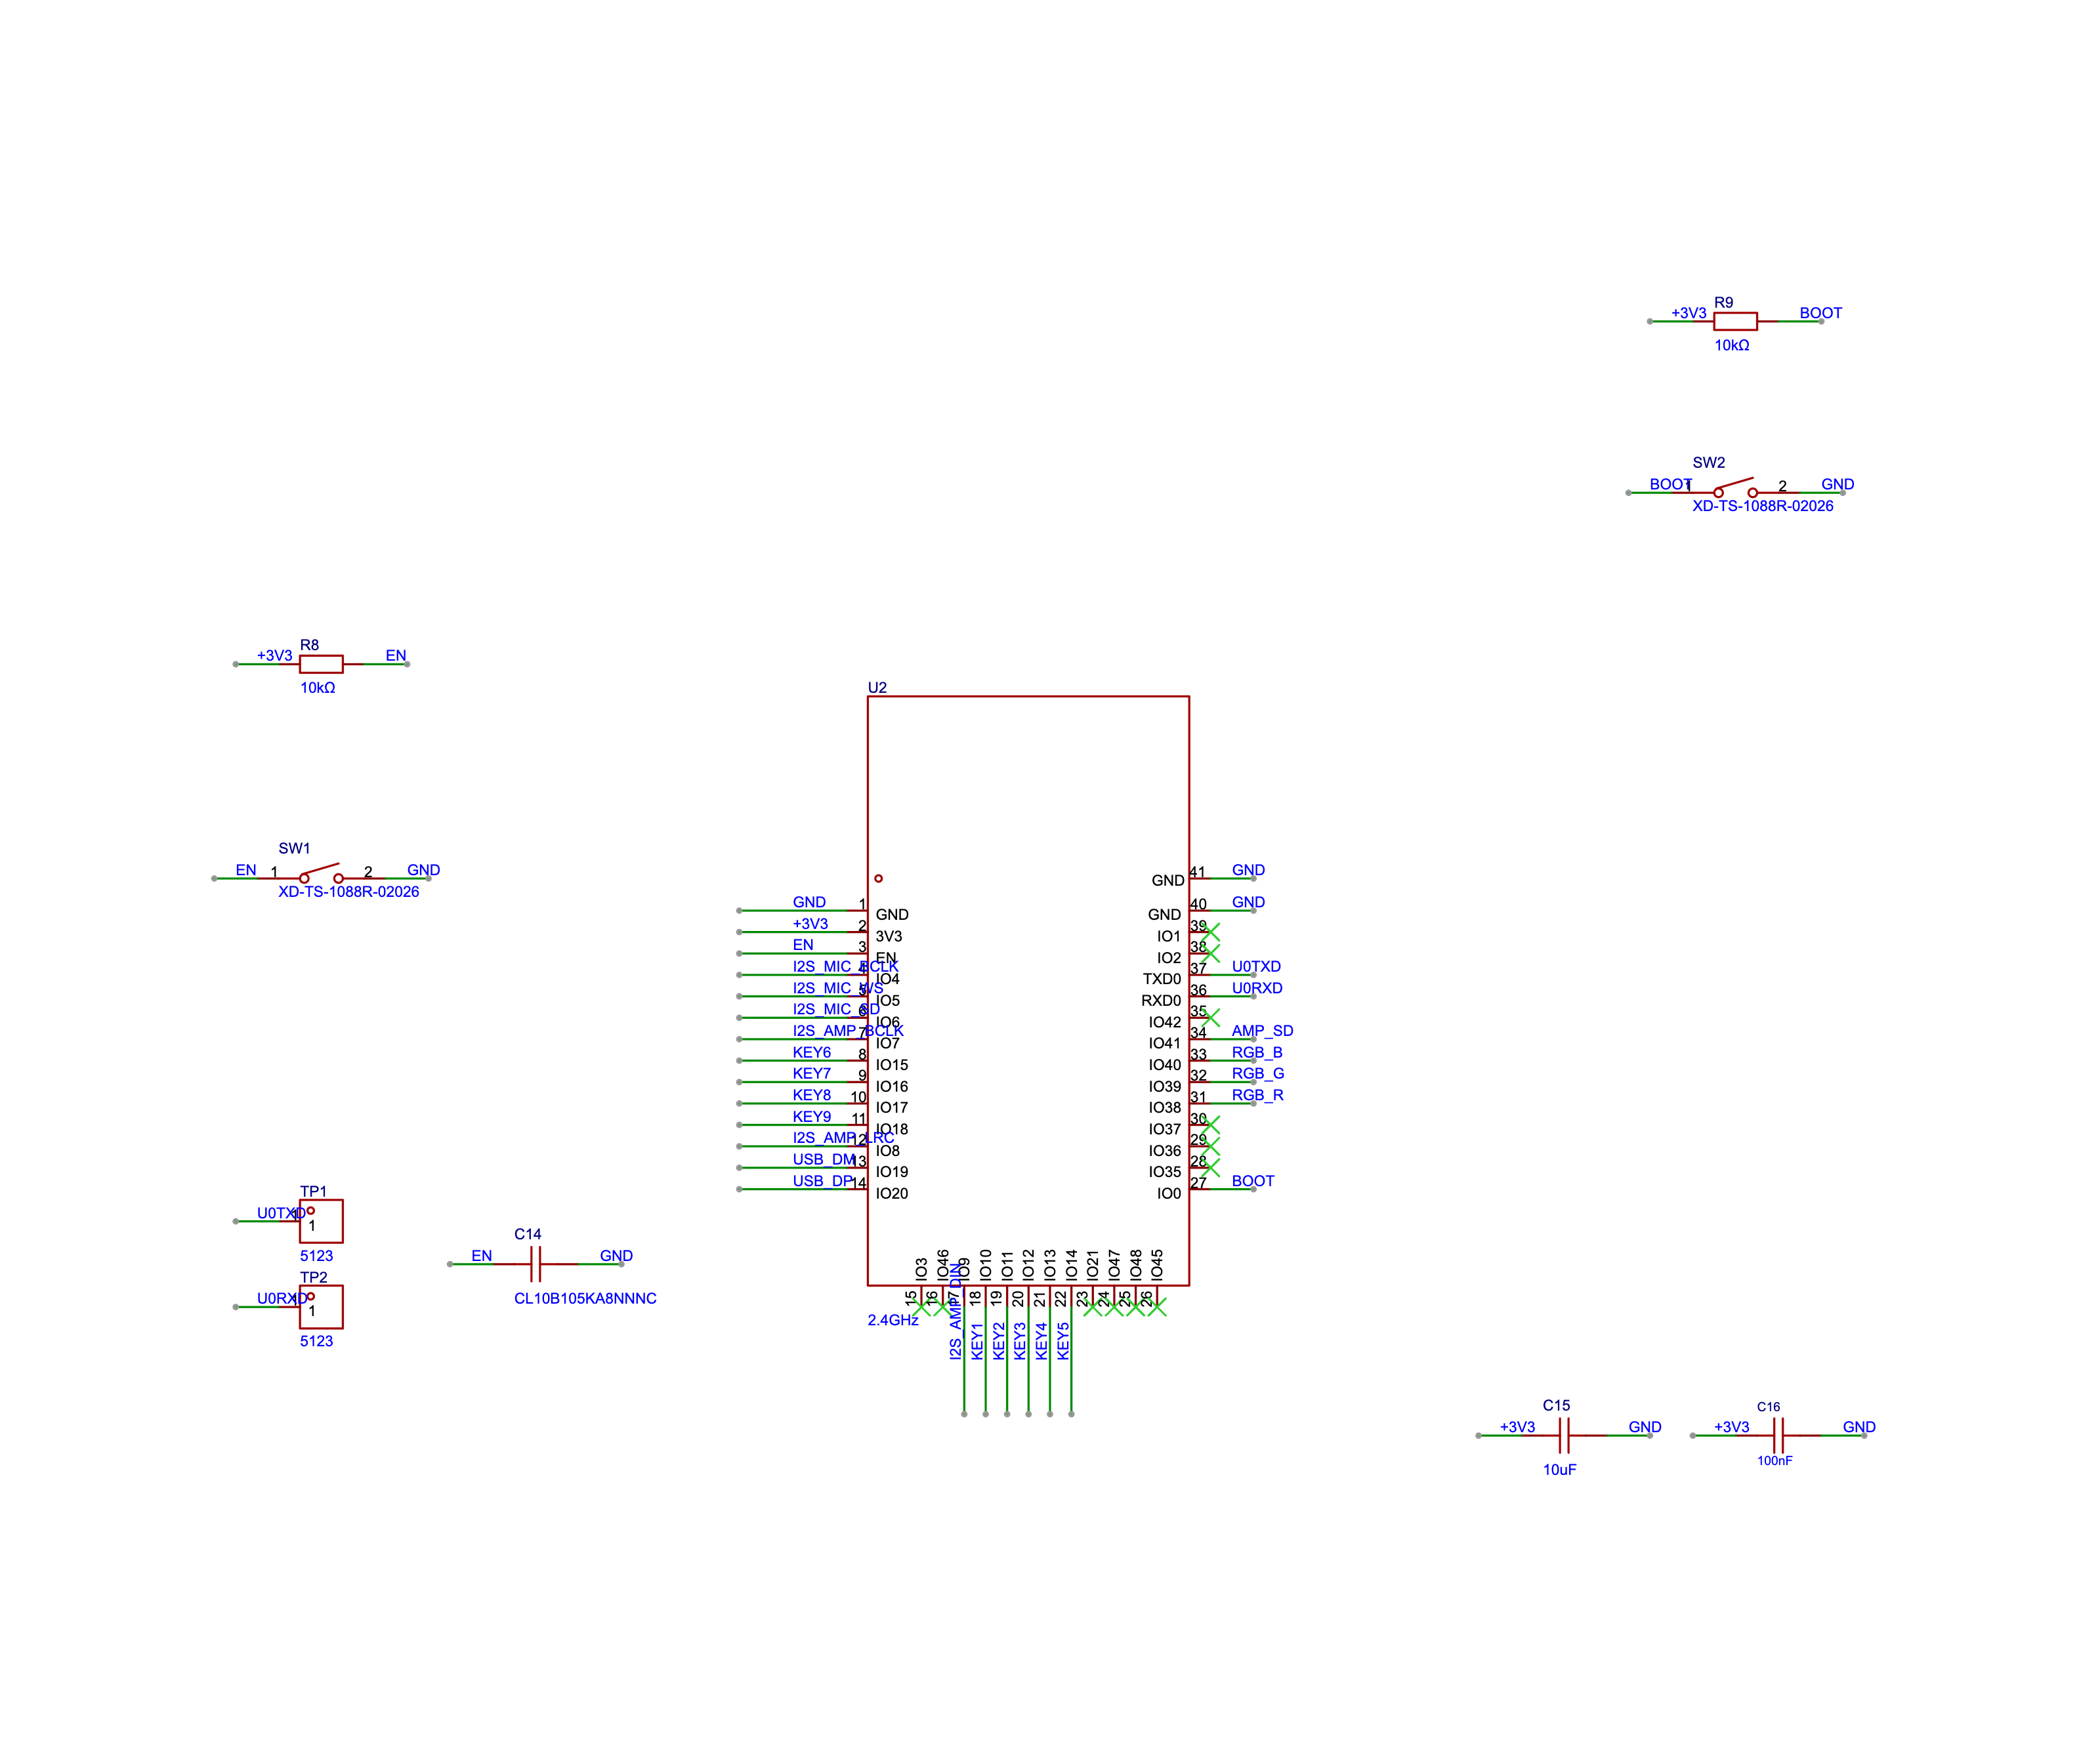 R9
+3V3 BOOT
10kΩ
SW2
BOOT 1 2 GND
XD-TS-1088R-02026
R8
+3V3 EN
10kΩ
U2
SW1
EN 1 2 GND
XD-TS-1088R-02026
GND 1 GND
+3V3 2 3V3
EN 3 EN
I2S_MIC_BCLK 4 IO4
I2S_MIC_WS 5 IO5
I2S_MIC_SD 6 IO6
I2S_AMP_BCLK 7 IO7
KEY6 8 IO15
KEY7 9 IO16
KEY8 10 IO17
KEY9 11 IO18
I2S_AMP_LRC 12 IO8
USB_DM 13 IO19
USB_DP 14 IO20
GND 41 GND
GND 40 GND
IO1 39
IO2 38
TXD0 37 U0TXD
RXD0 36 U0RXD
IO42 35
IO41 34 AMP_SD
IO40 33 RGB_B
IO39 32 RGB_G
IO38 31 RGB_R
IO37 30
IO36 29
IO35 28
IO0 27 BOOT
IO3 15
IO46 16
IO9 17 I2S_AMP_DIN
IO10 18 KEY1
IO11 19 KEY2
IO12 20 KEY3
IO13 21 KEY4
IO14 22 KEY5
IO21 23
IO47 24
IO48 25
IO45 26
2.4GHz
TP1
U0TXD 1
1
5123
TP2
U0RXD 1
1
5123
C14
EN GND
CL10B105KA8NNNC
C15
+3V3 GND
10uF
C16
+3V3 GND
100nF